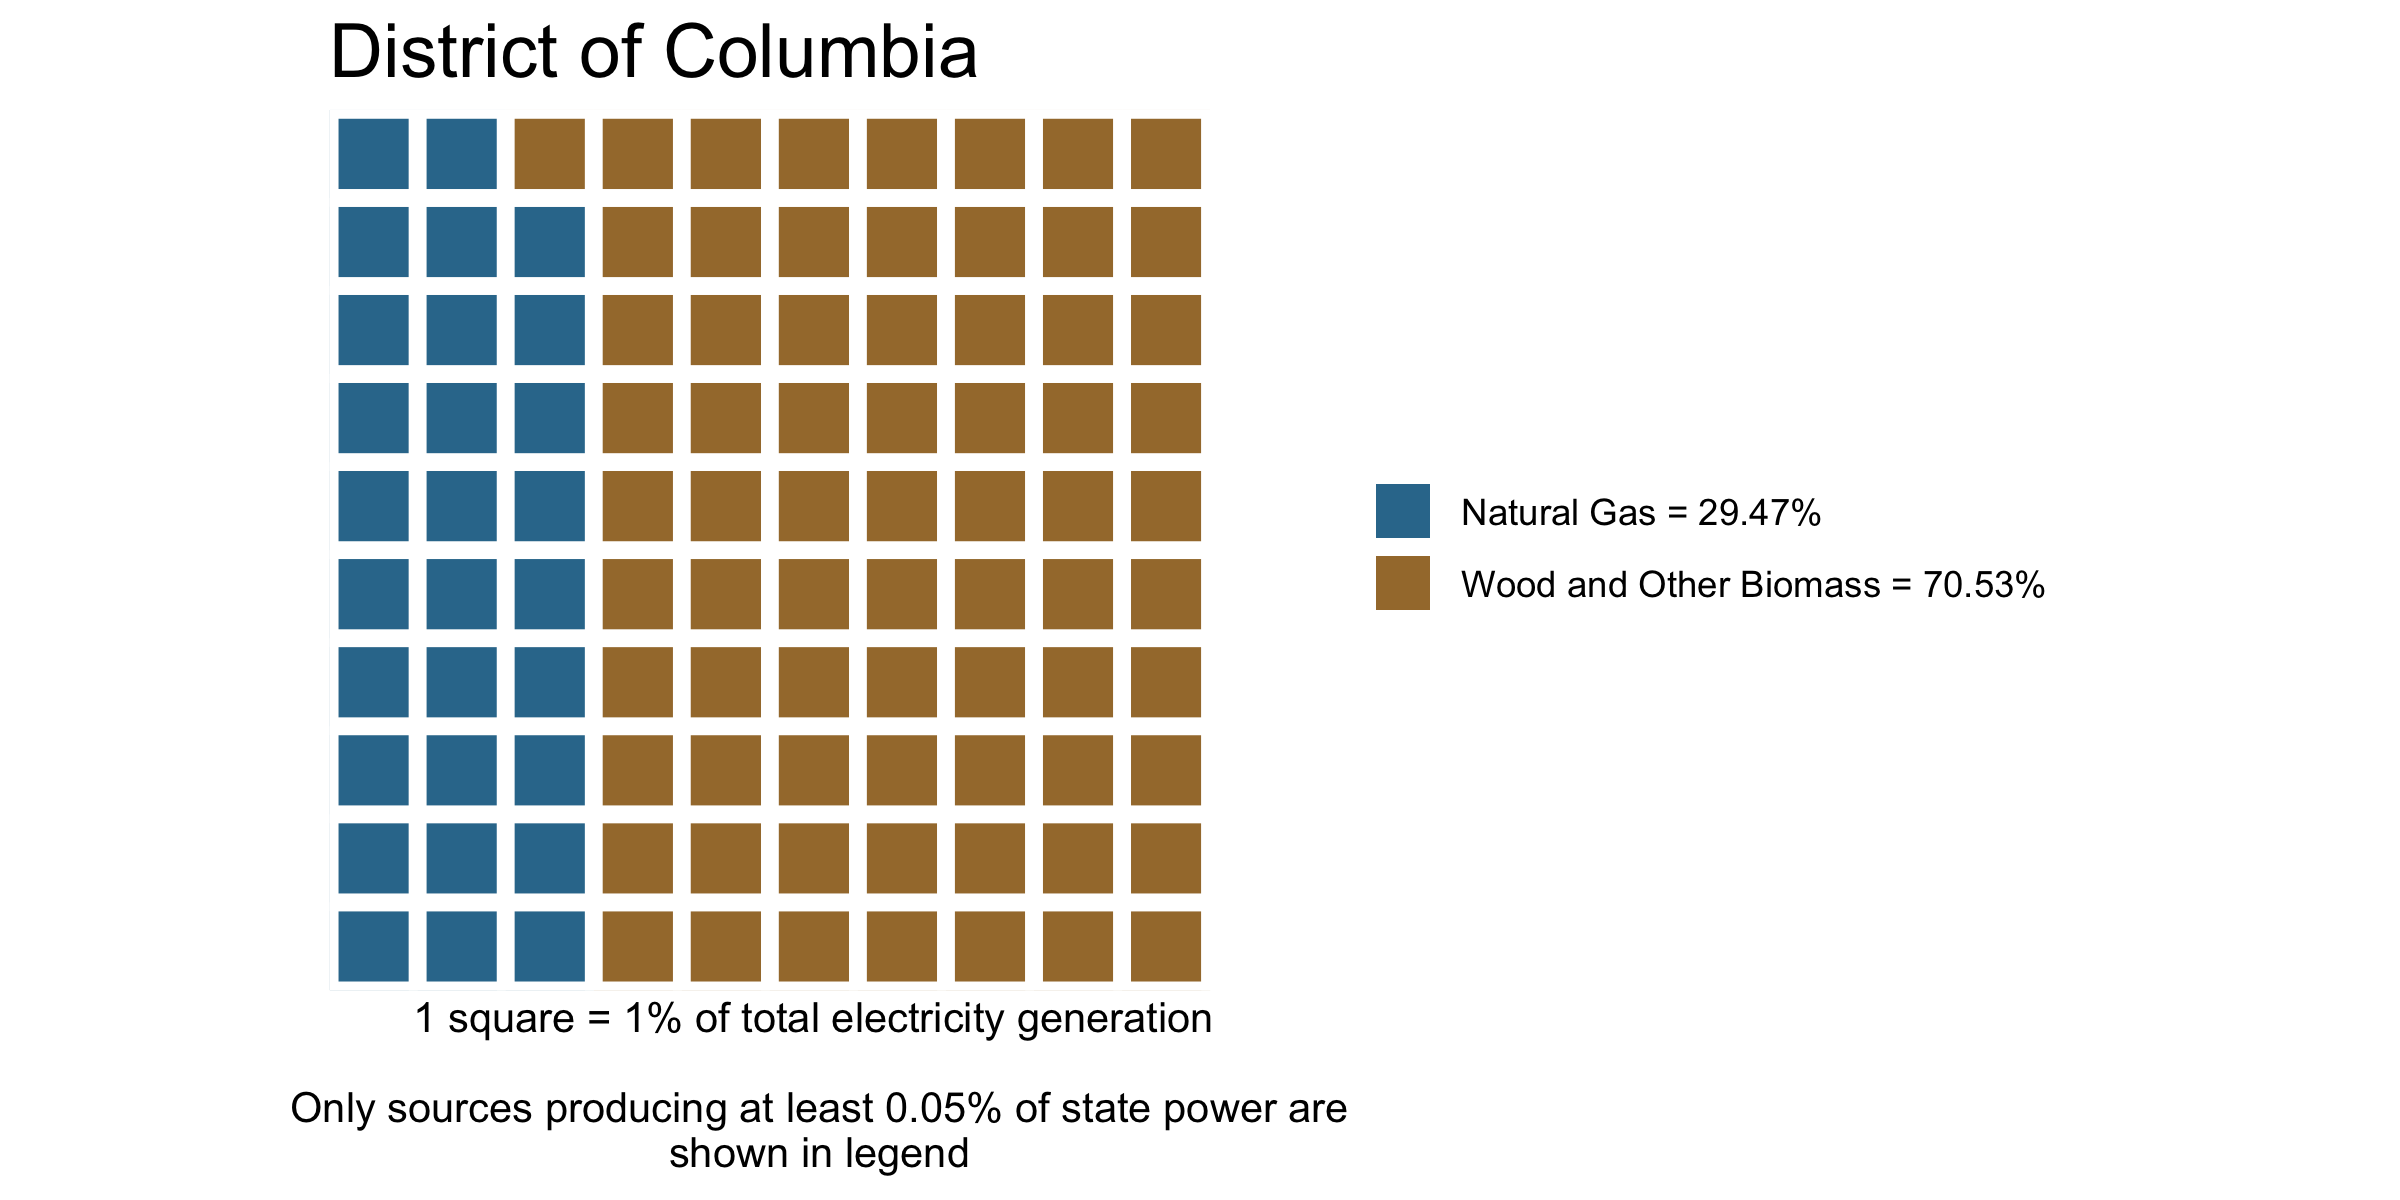 District of Columbia
Natural Gas = 29.47%
Wood and Other Biomass = 70.53%
1 square = 1% of total electricity generation
Only sources producing at least 0.05% of state power are
shown in legend